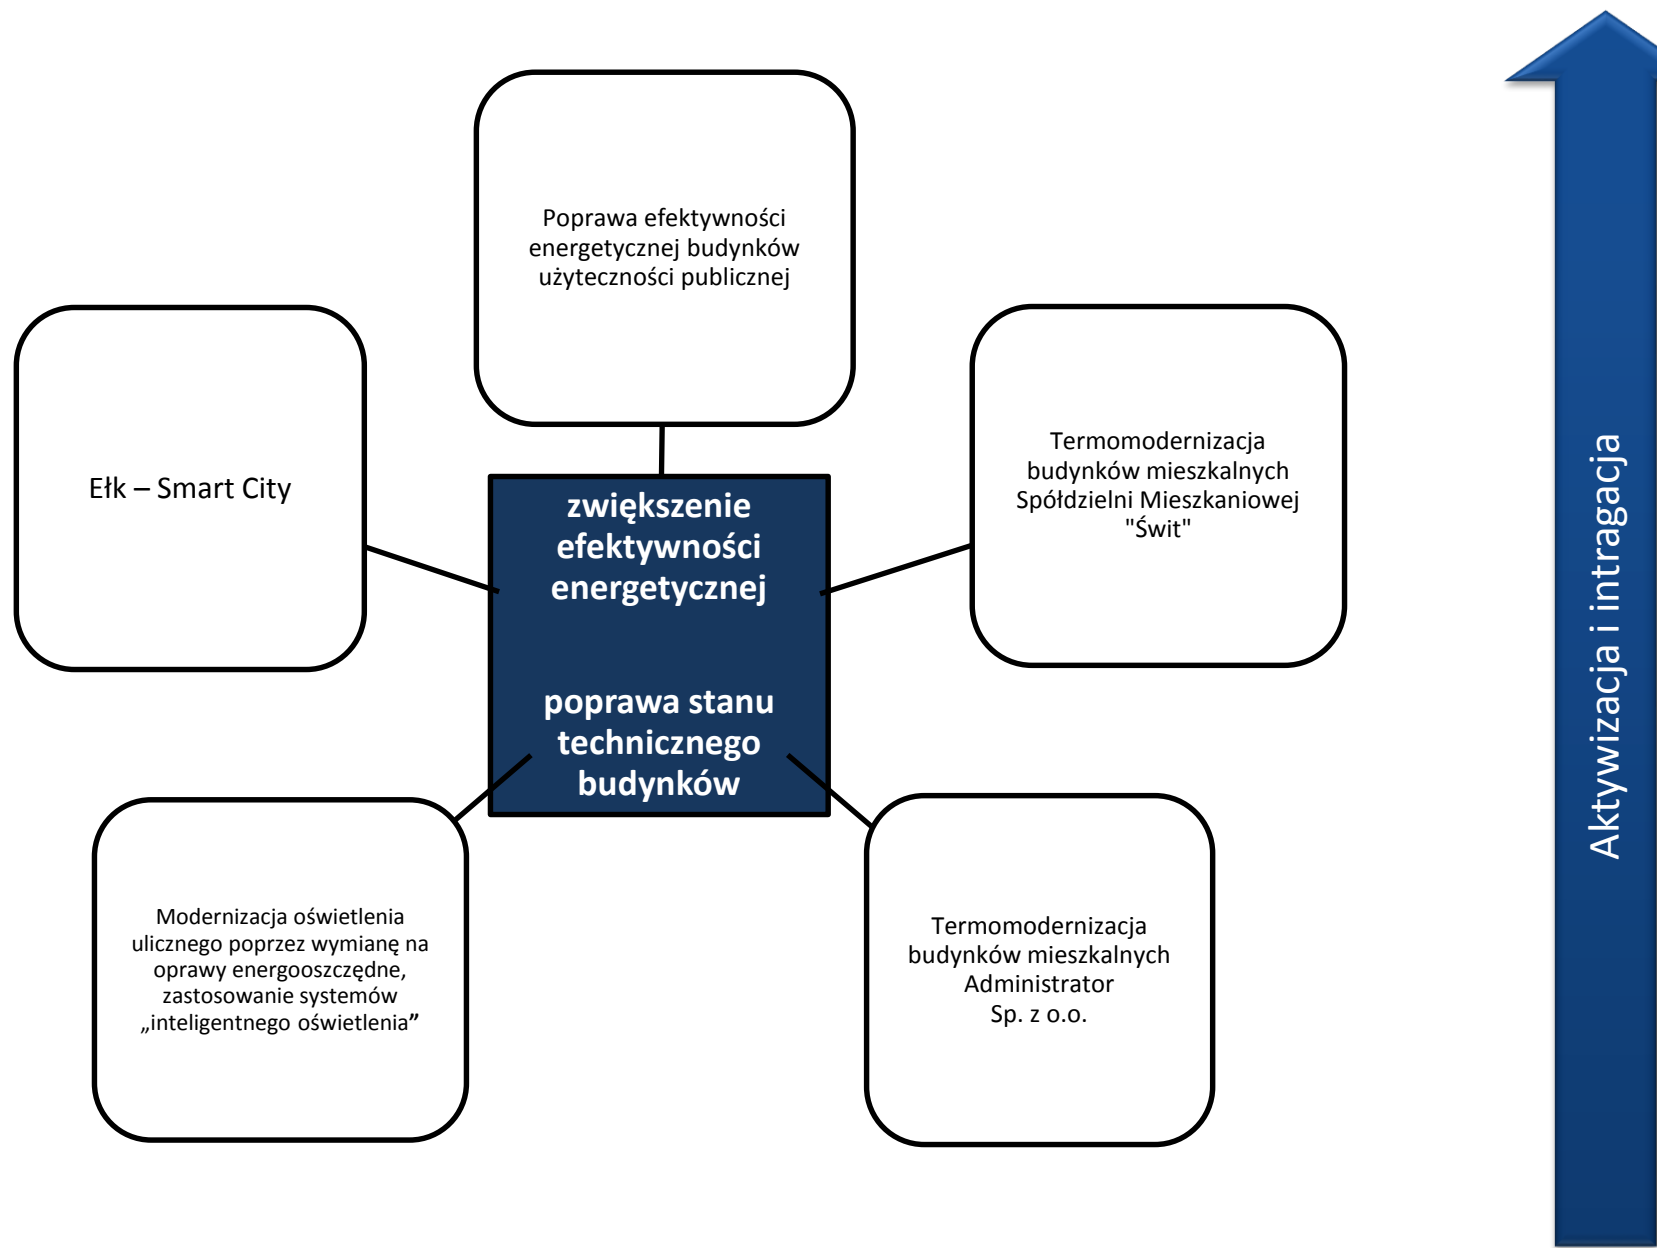 Poprawa efektywności
energetycznej budynków
użyteczności publicznej
Ełk – Smart City
Termomodernizacja
budynków mieszkalnych
Spółdzielni Mieszkaniowej
"Świt"
zwiększenie
efektywności
energetycznej
poprawa stanu
technicznego
budynków
Modernizacja oświetlenia
ulicznego poprzez wymianę na
oprawy energooszczędne,
zastosowanie systemów
„inteligentnego oświetlenia”
Termomodernizacja
budynków mieszkalnych
Administrator
Sp. z o.o.
Aktywizacja i intragacja